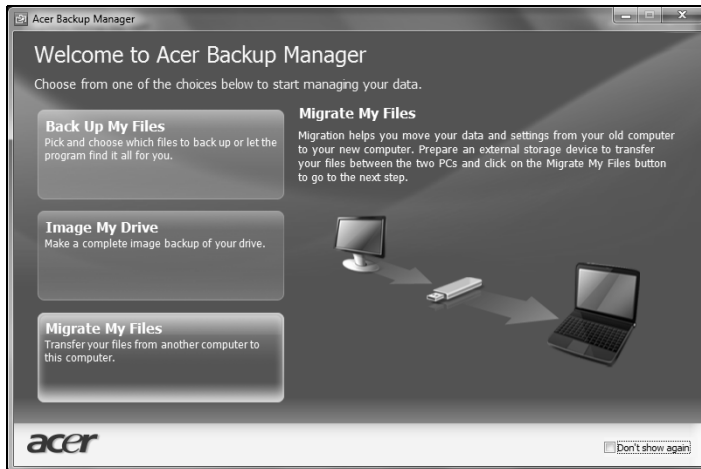 Acer Backup Manager
Welcome to Acer Backup Manager
Choose from one of the choices below to start managing your data.
Back Up My Files
Pick and choose which files to back up or let the
program find it all for you.
Image My Drive
Make a complete image backup of your drive.
Migrate My Files
Transfer your files from another computer to
this computer.
Migrate My Files
Migration helps you move your data and settings from your old computer
to your new computer. Prepare an external storage device to transfer
your files between the two PCs and click on the Migrate My Files button
to go to the next step.
acer
Don't show again